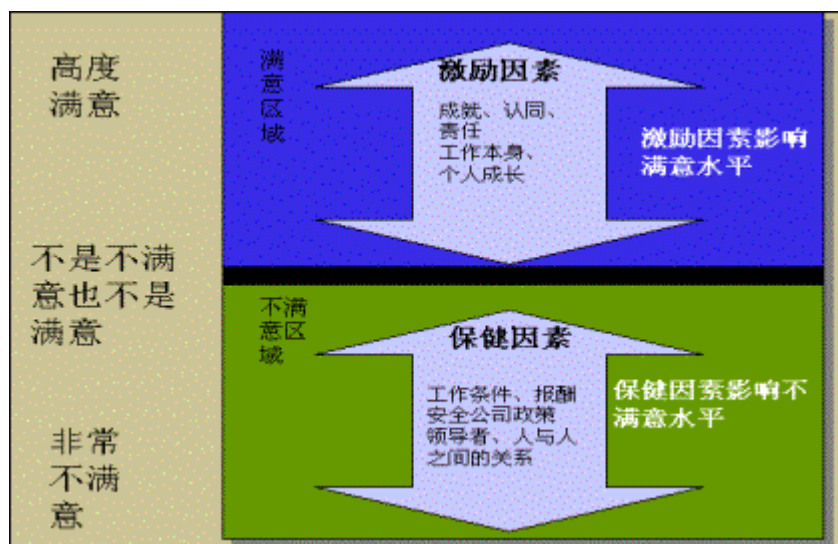 高度
满意
不是不满
意也不是
满意
非常
不满
意
满
意
区
域
激励因素
成就、认同、
责任
工作本身、
个人成长
激励因素影响
满意水平
不满
意区
域
保健因素
工作条件、报酬
安全公司政策
领导者、人与人
之间的关系
保健因素影响不
满意水平